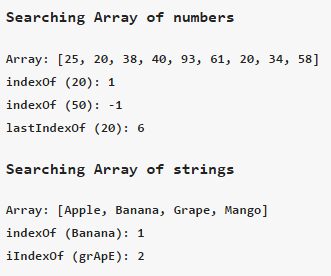 Searching Array of numbers
Array: [25, 20, 38, 40, 93, 61, 20, 34, 58]
indexOf (20): 1
indexOf (50): -1
lastIndexOf (20): 6
Searching Array of strings
Array: [Apple, Banana, Grape, Mango]
indexOf (Banana): 1
iIndexOf (grApE): 2